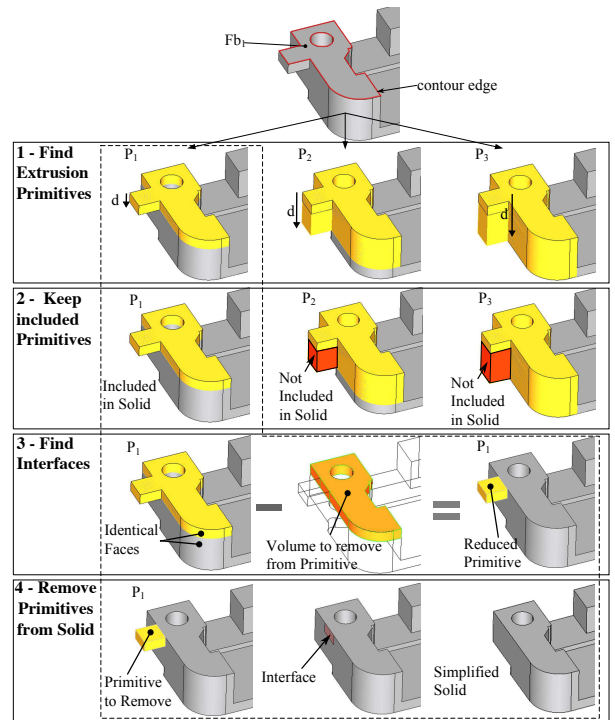 Fb1
contour edge
1 - Find
Extrusion
Primitives
P1
P2
P3
d
d
d
2 - Keep
included
Primitives
P1
P2
P3
Included
in Solid
Not
Included
in Solid
Not
Included
in Solid
3 - Find
Interfaces
P1
P1
Identical
Faces
Volume to remove
from Primitive
Reduced
Primitive
4 - Remove
Primitives
from Solid
P1
Primitive
to Remove
Interface
Simplified
Solid